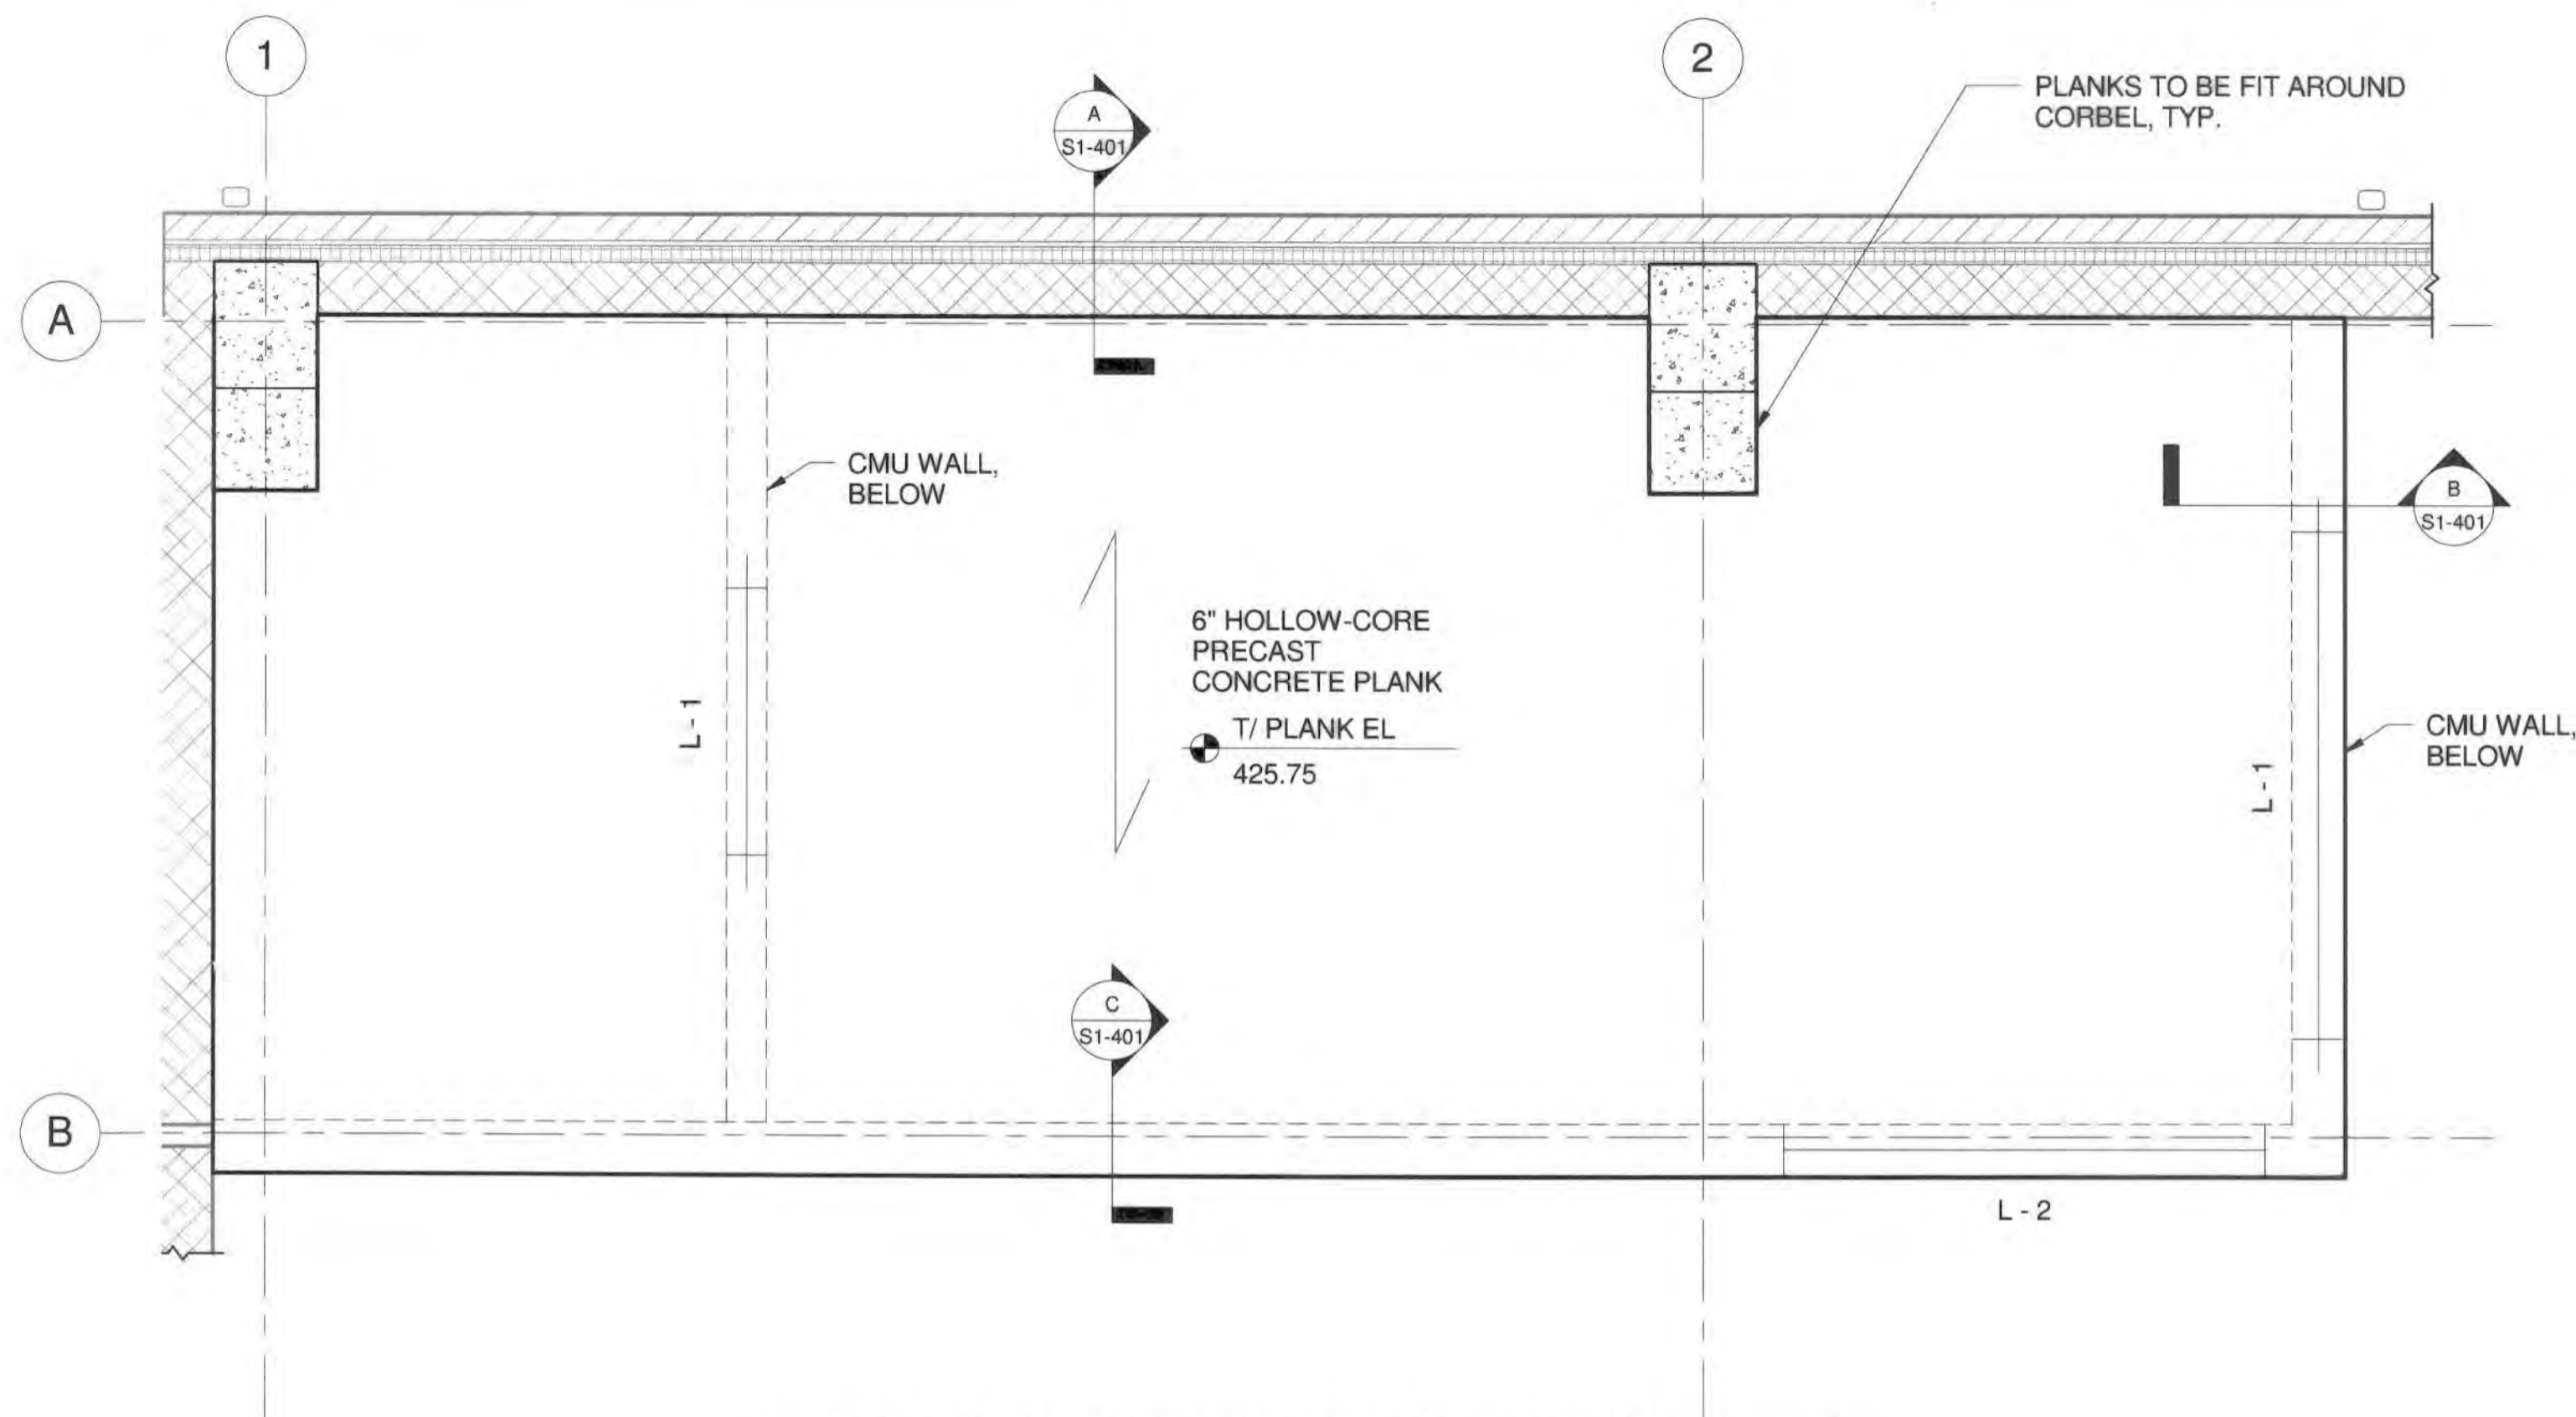 1
2
A
S1-401
PLANKS TO BE FIT AROUND
CORBEL, TYP.
A
CMU WALL,
BELOW
B
S1-401
6" HOLLOW-CORE
PRECAST
CONCRETE PLANK
T/ PLANK EL
425.75
L - 1
L - 1
CMU WALL,
BELOW
C
S1-401
B
L - 2